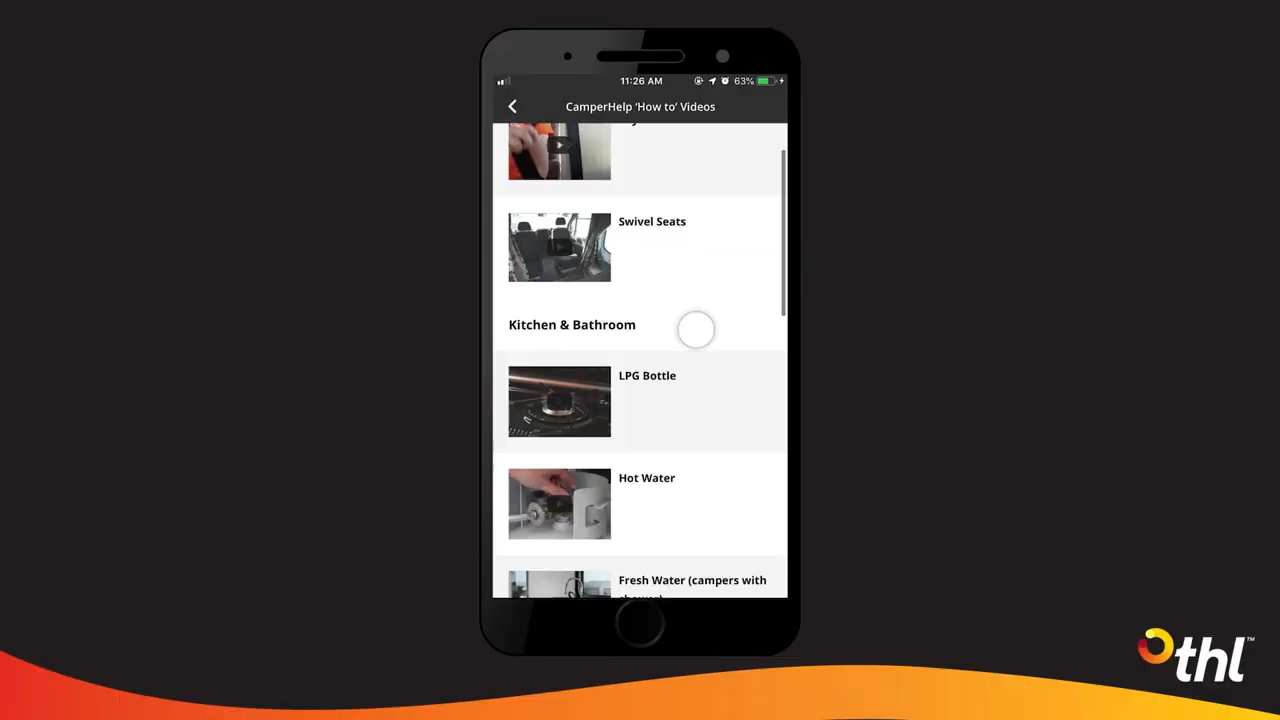 11:26 AM
63%
CamperHelp ‘How to’ Videos
Swivel Seats
Kitchen & Bathroom
LPG Bottle
Hot Water
Fresh Water (campers with
thl™